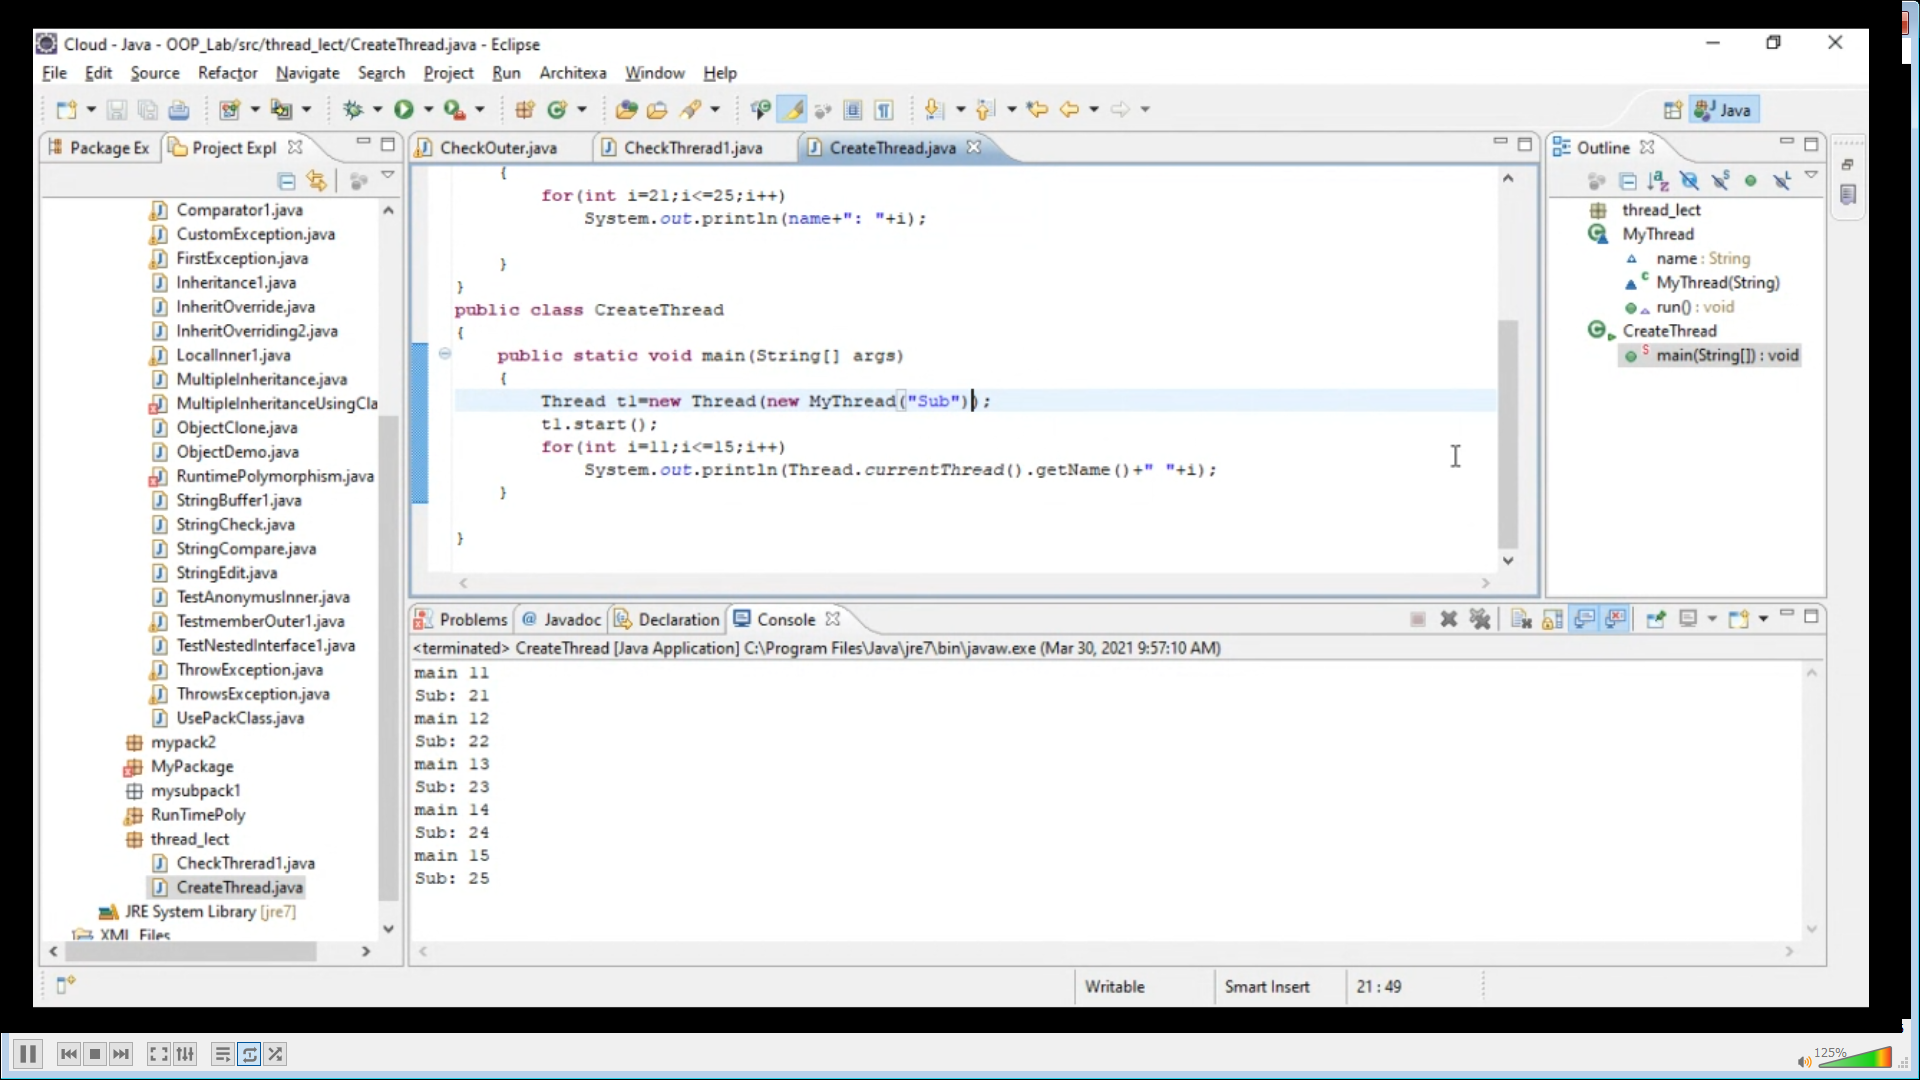 Cloud - Java - OOP_Lab/src/thread_lect/CreateThread.java - Eclipse
File Edit Source Refactor Navigate Search Project Run Architexa Window Help
Java
Package Ex
Project Expl
Comparator1.java
CustomException.java
FirstException.java
Inheritance1.java
InheritOverride.java
InheritOverriding2.java
LocalInner1.java
MultipleInheritance.java
MultipleInheritanceUsingCla
ObjectClone.java
ObjectDemo.java
RuntimePolymorphism.java
StringBuffer1.java
StringCheck.java
StringCompare.java
StringEdit.java
TestAnonymusInner.java
TestmemberOuter1.java
TestNestedInterface1.java
ThrowException.java
ThrowsException.java
UsePackClass.java
mypack2
MyPackage
mysubpack1
RunTimePoly
thread_lect
CheckThrerad1.java
CreateThread.java
JRE System Library [jre7]
XML_Files
CheckOuter.java
CheckThrerad1.java
CreateThread.java
{
for(int i=21;i<=25;i++)
System.out.println(name+": "+i);
}
}
public class CreateThread
{
public static void main(String[] args)
{
Thread t1=new Thread(new MyThread("Sub"));
t1.start();
for(int i=11;i<=15;i++)
System.out.println(Thread.currentThread().getName()+" "+i);
}
}
Outline
thread_lect
MyThread
name : String
MyThread(String)
run() : void
CreateThread
main(String[]) : void
Problems
@ Javadoc
Declaration
Console
<terminated> CreateThread [Java Application] C:\Program Files\Java\jre7\bin\javaw.exe (Mar 30, 2021 9:57:10 AM)
main 11
Sub: 21
main 12
Sub: 22
main 13
Sub: 23
main 14
Sub: 24
main 15
Sub: 25
Writable
Smart Insert
21 : 49
125%